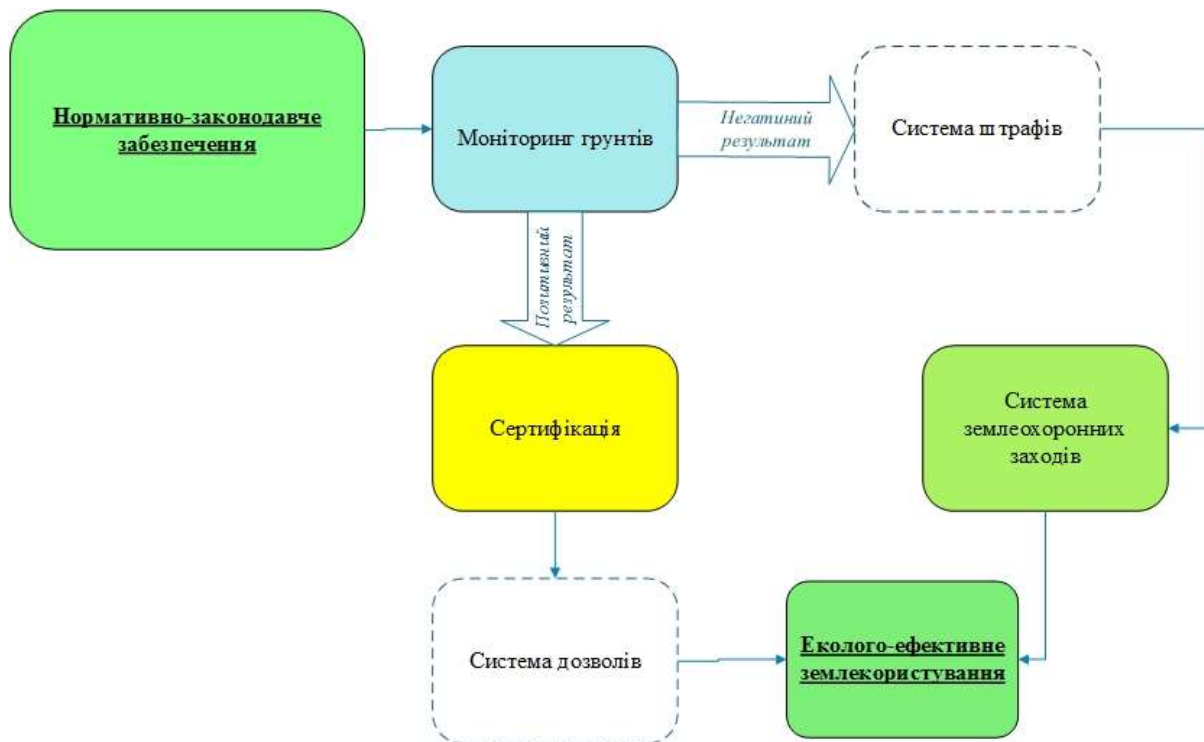 Нормативно-законодавче
забезпечення
Моніторинг грунтів
Негатиний
результат
Система штрафів
Позитивний
результат
Сертифікація
Система
землеохоронних
заходів
Система дозволів
Еколого-ефективне
землекористування